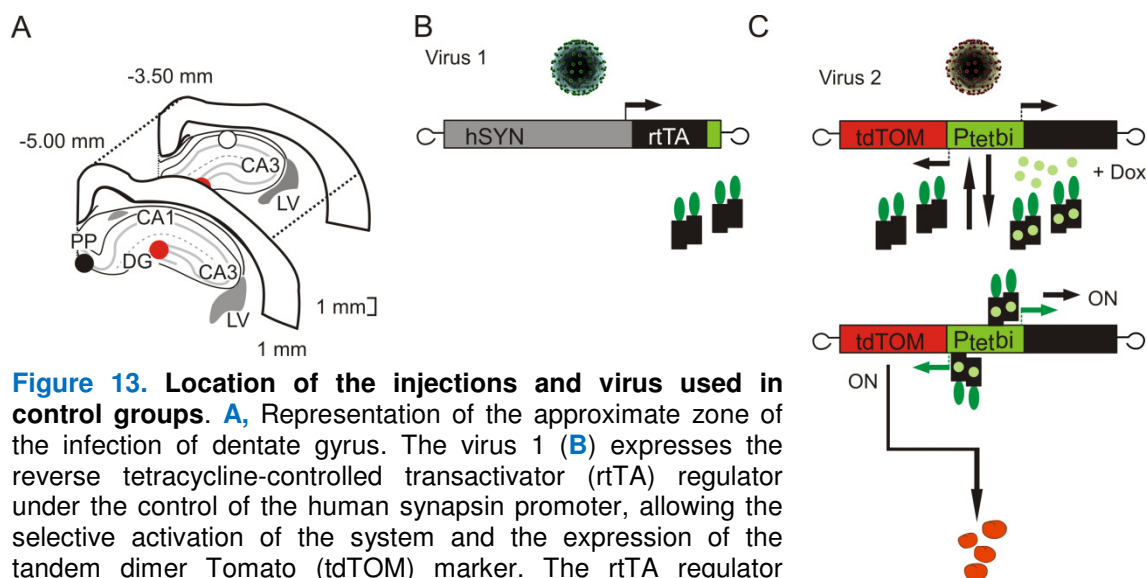 A
-3.50 mm
-5.00 mm
CA3
LV
CA1
PP
DG
CA3
LV
1 mm
1 mm
B
Virus 1
hSYN
rtTA
C
Virus 2
tdTOM
Ptetbi
+ Dox
ON
tdTOM
Ptetbi
ON
Figure 13. Location of the injections and virus used in
control groups. A, Representation of the approximate zone of
the infection of dentate gyrus. The virus 1 (B) expresses the
reverse tetracycline-controlled transactivator (rtTA) regulator
under the control of the human synapsin promoter, allowing the
selective activation of the system and the expression of the
tandem dimer Tomato (tdTOM) marker. The rtTA regulator